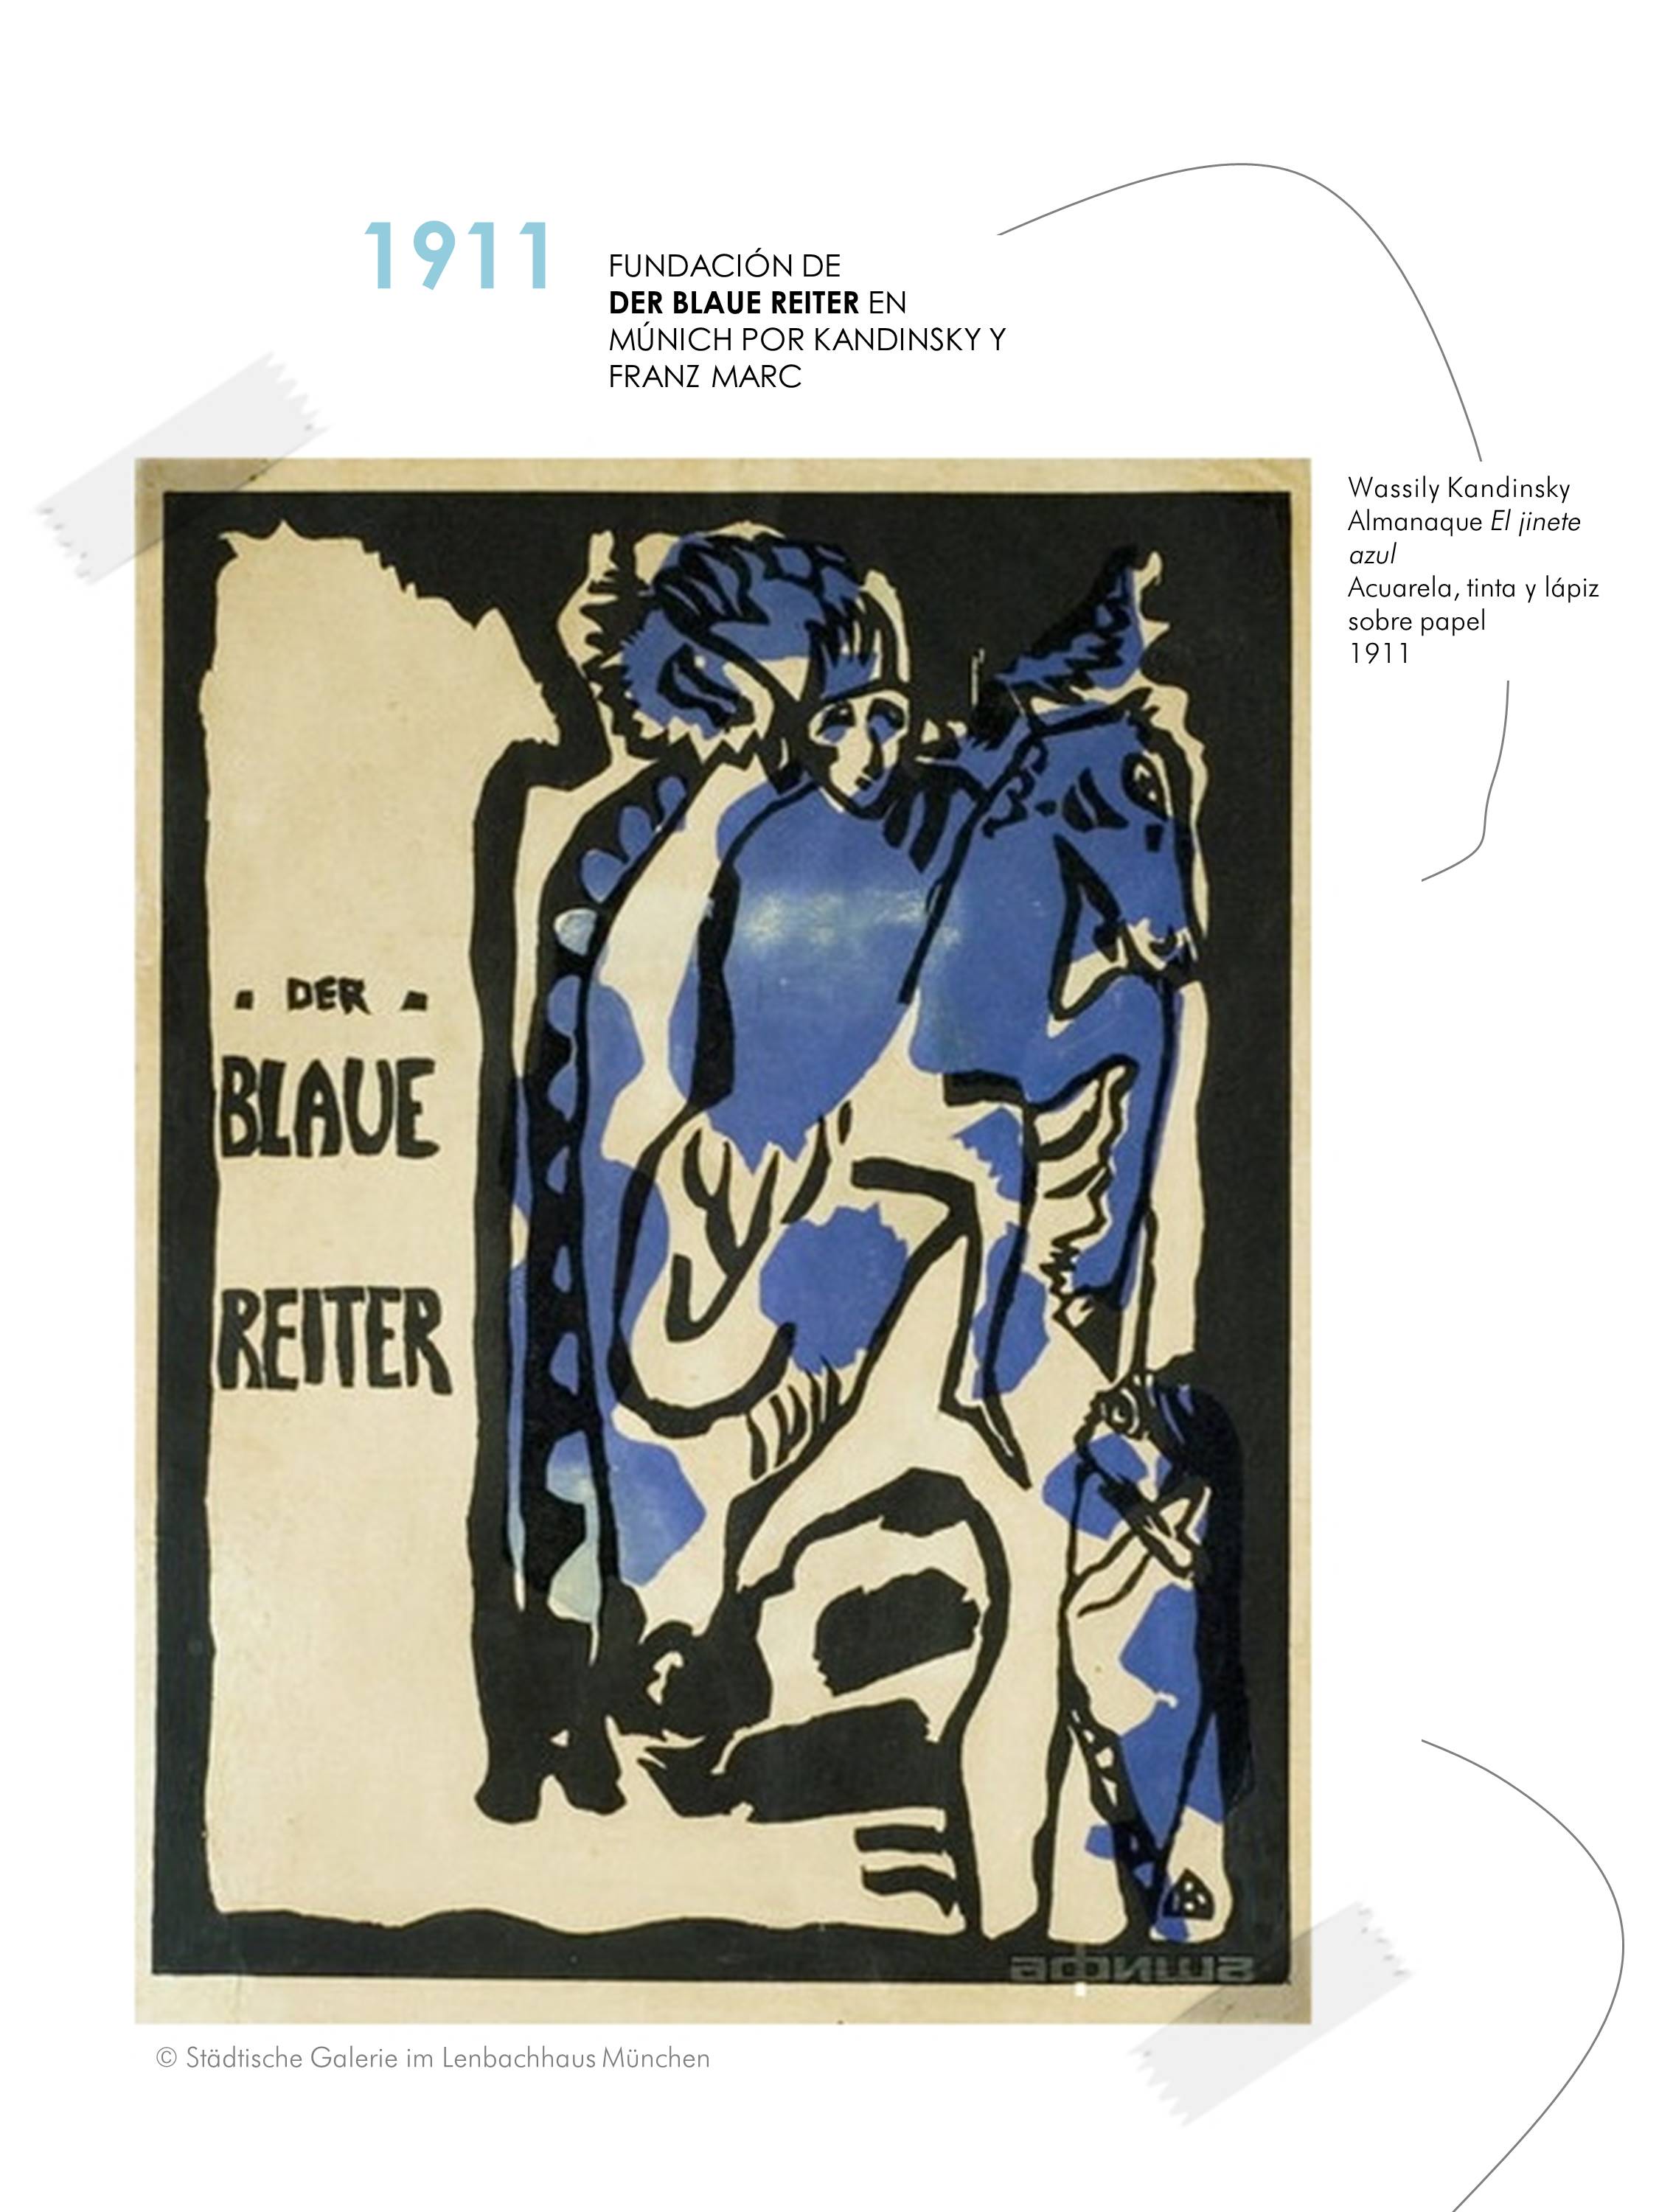 1911
FUNDACIÓN DE
DER BLAUE REITER EN
MÚNICH POR KANDINSKY Y
FRANZ MARC
Wassily Kandinsky
Almanaque El jinete
azul
Acuarela, tinta y lápiz
sobre papel
1911
DER
BLAUE
REITER
© Städtische Galerie im Lenbachhaus München